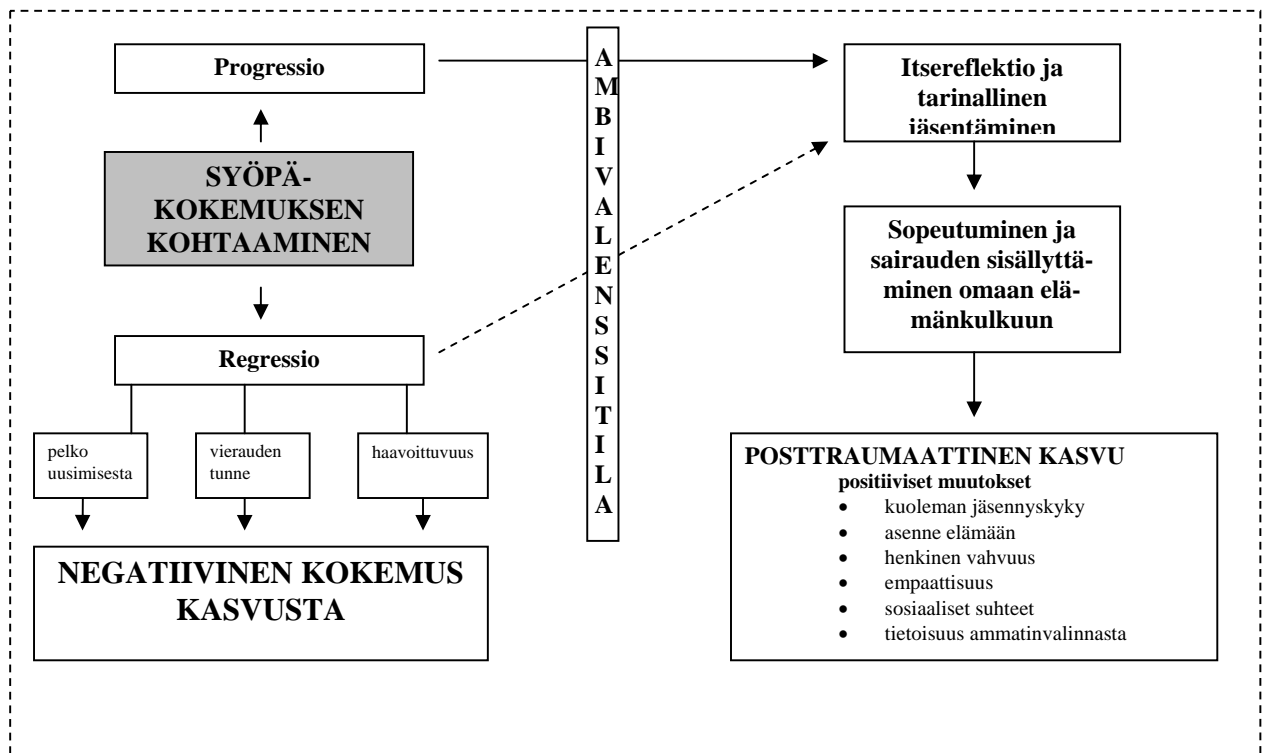 Progressio
SYÖPÄ-
KOKEMUKSEN
KOHTAAMINEN
Regressio
pelko
uusimisesta
vierauden
tunne
haavoittuvuus
NEGATIIVINEN KOKEMUS
KASVUSTA
A
M
B
I
V
A
L
E
N
S
S
I
T
I
L
A
Itsereflektio ja
tarinallinen
jäsentäminen
Sopeutuminen ja
sairauden sisällyttä-
minen omaan elä-
mänkulkuun
POSTTRAUMAATTINEN KASVU
positiiviset muutokset
• kuoleman jäsennyskyky
• asenne elämään
• henkinen vahvuus
• empaattisuus
• sosiaaliset suhteet
• tietoisuus ammatinvalinnasta